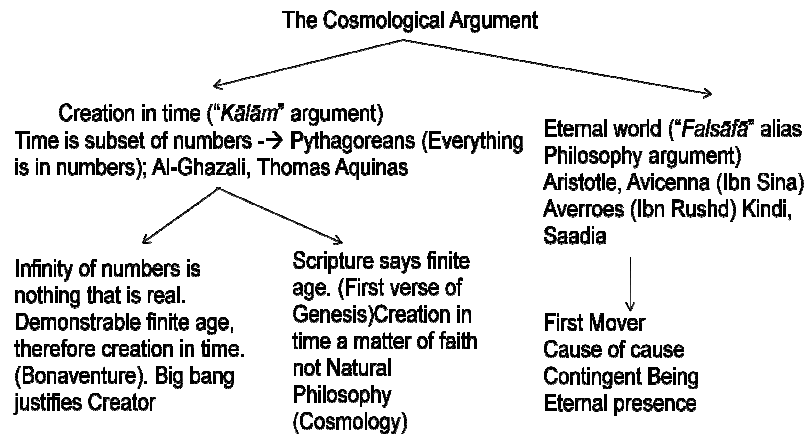 The Cosmological Argument
Creation in time ("Kālām" argument)
Time is subset of numbers -→ Pythagoreans (Everything
is in numbers); Al-Ghazali, Thomas Aquinas
Eternal world ("Falsāfā" alias
Philosophy argument)
Aristotle, Avicenna (Ibn Sina)
Averroes (Ibn Rushd) Kindi,
Saadia
Infinity of numbers is
nothing that is real.
Demonstrable finite age,
therefore creation in time.
(Bonaventure). Big bang
justifies Creator
Scripture says finite
age. (First verse of
Genesis)Creation in
time a matter of faith
not Natural
Philosophy
(Cosmology)
First Mover
Cause of cause
Contingent Being
Eternal presence